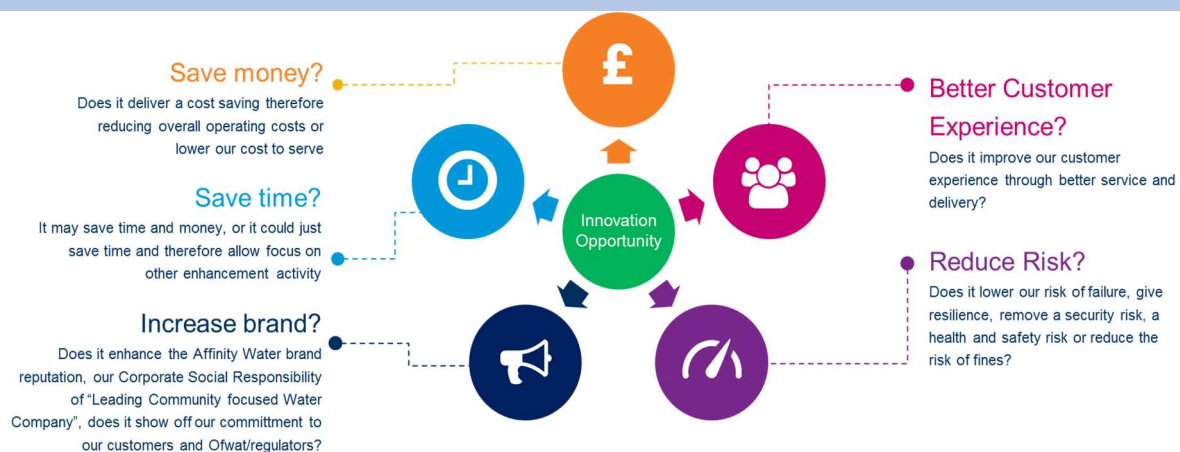 Save money?
Does it deliver a cost saving therefore
reducing overall operating costs or
lower our cost to serve
Save time?
It may save time and money, or it could just
save time and therefore allow focus on
other enhancement activity
Increase brand?
Does it enhance the Affinity Water brand
reputation, our Corporate Social Responsibility
of “Leading Community focused Water
Company”, does it show off our commitment to
our customers and Ofwat/regulators?
£
Innovation
Opportunity
Better Customer
Experience?
Does it improve our customer
experience through better service and
delivery?
Reduce Risk?
Does it lower our risk of failure, give
resilience, remove a security risk, a
health and safety risk or reduce the
risk of fines?